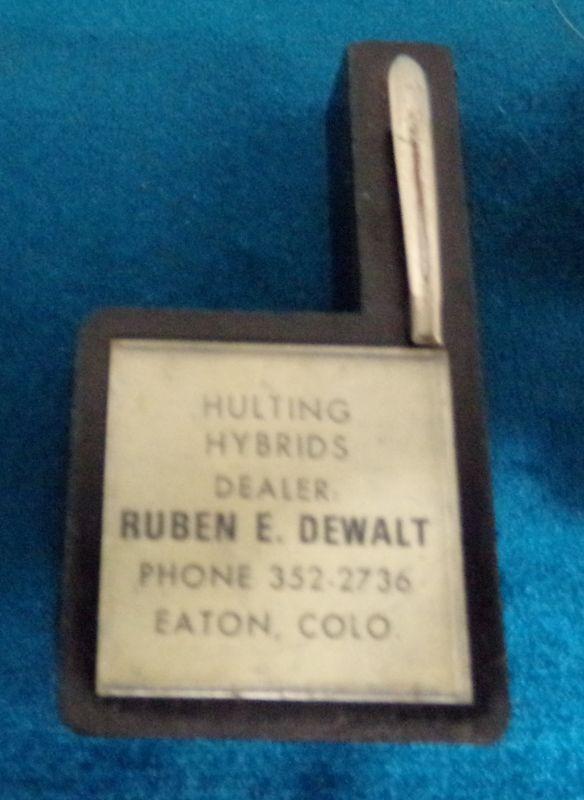 HULTING
HYBRIDS
DEALER:
RUBEN E. DEWALT
PHONE 352-2736
EATON, COLO.